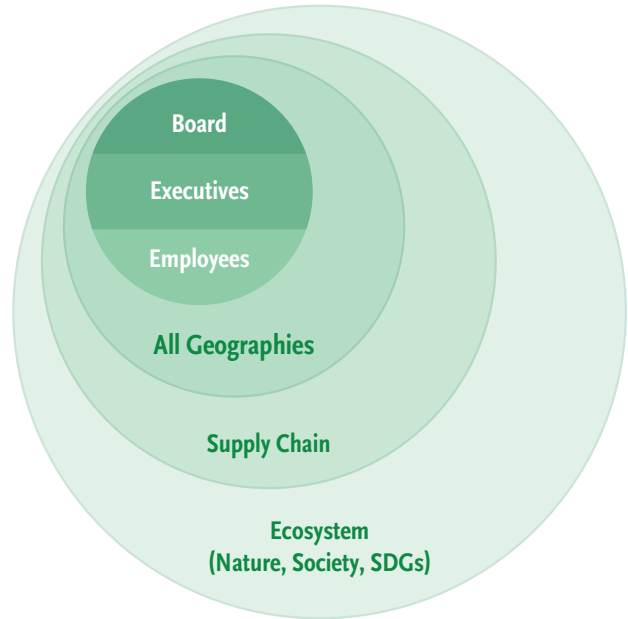 Board
Executives
Employees
All Geographies
Supply Chain
Ecosystem
(Nature, Society, SDGs)